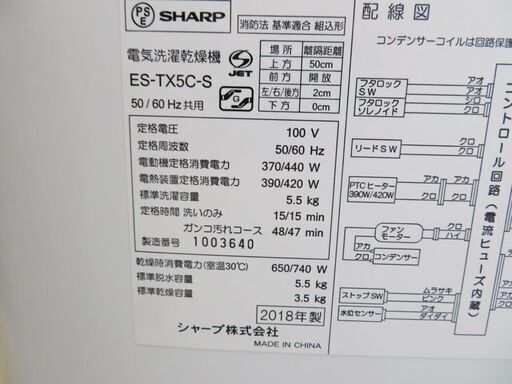 PS
E
SHARP
消防法 基準適合 組込形
電気洗濯乾燥機
JET
ES-TX5C-S
50/60Hz共用
場所 離隔距離
上方 50cm
前方 開放
左/右/後方 2cm
下方 0cm
定格電圧 100 V
定格周波数 50/60 Hz
電動機定格消費電力 370/440 W
電熱装置定格消費電力 390/420 W
標準洗濯容量 5.5 kg
定格時間 洗いのみ 15/15 min
ガンコ汚れコース 48/47 min
製造番号 1003640
乾燥時消費電力(室温30℃) 650/740 W
標準脱水容量 5.5 kg
標準乾燥容量 3.5 kg
2018年製
シャープ株式会社
MADE IN CHINA
配線図
コンデンサーコイルは回路保護
フタロックSW
アオ
アオ
フタロックソレノイド
シロ
クロ
リードSW
クロ
クロ
PTCヒーター
390W/420W
アカ
アカ
クロ
クロ
ファンモーター
クロ
ハイ
アカ
クロ
コンデンサー
ストップSW
ムラサキ
ピンク
水位センサー
アオ
ダイダイ
コントロール回路(電流ヒューズ内蔵)